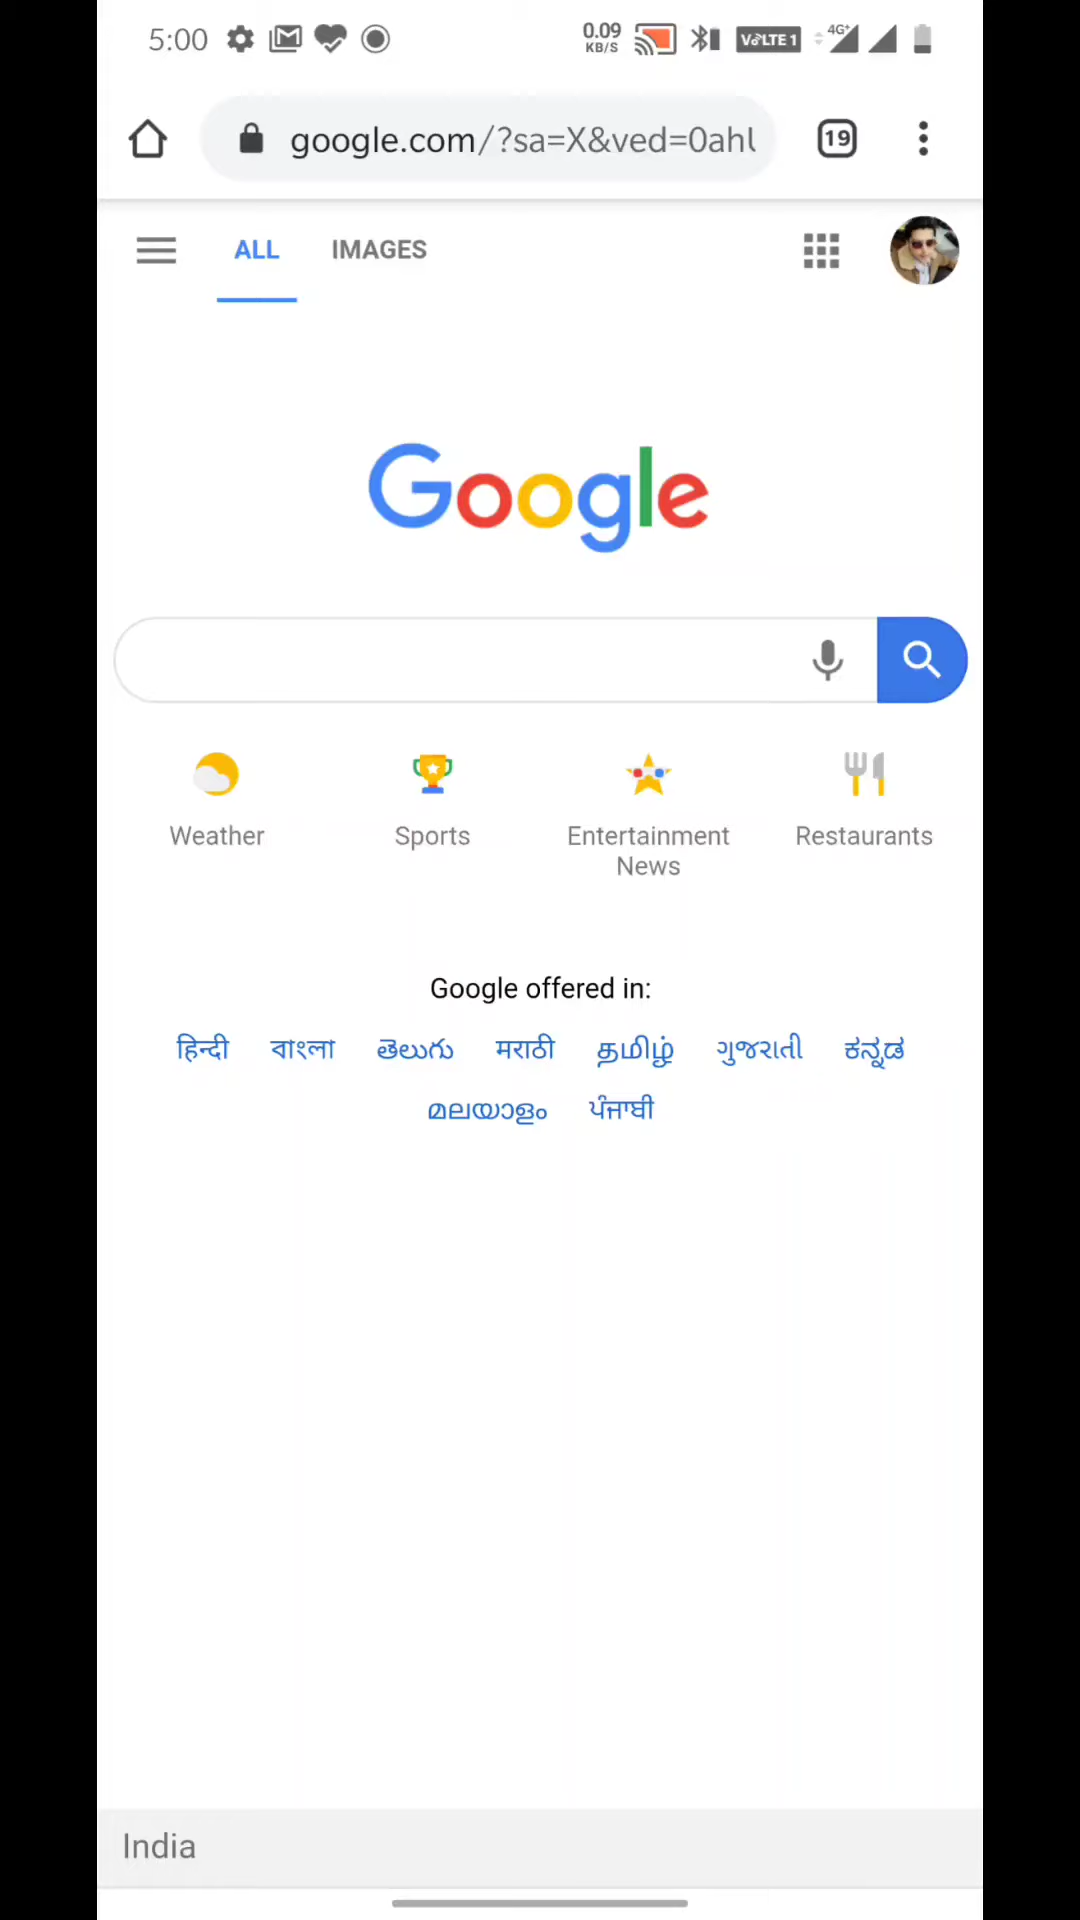 5:00 0.09 KB/S VoLTE 1 4G+
google.com/?sa=X&ved=0ahU 19
ALL IMAGES
Google
Weather Sports Entertainment News Restaurants
Google offered in:
हिन्दी বাংলা తెలుగు मराठी தமிழ் ગુજરાતી ಕನ್ನಡ
മലയാളം ਪੰਜਾਬੀ
India